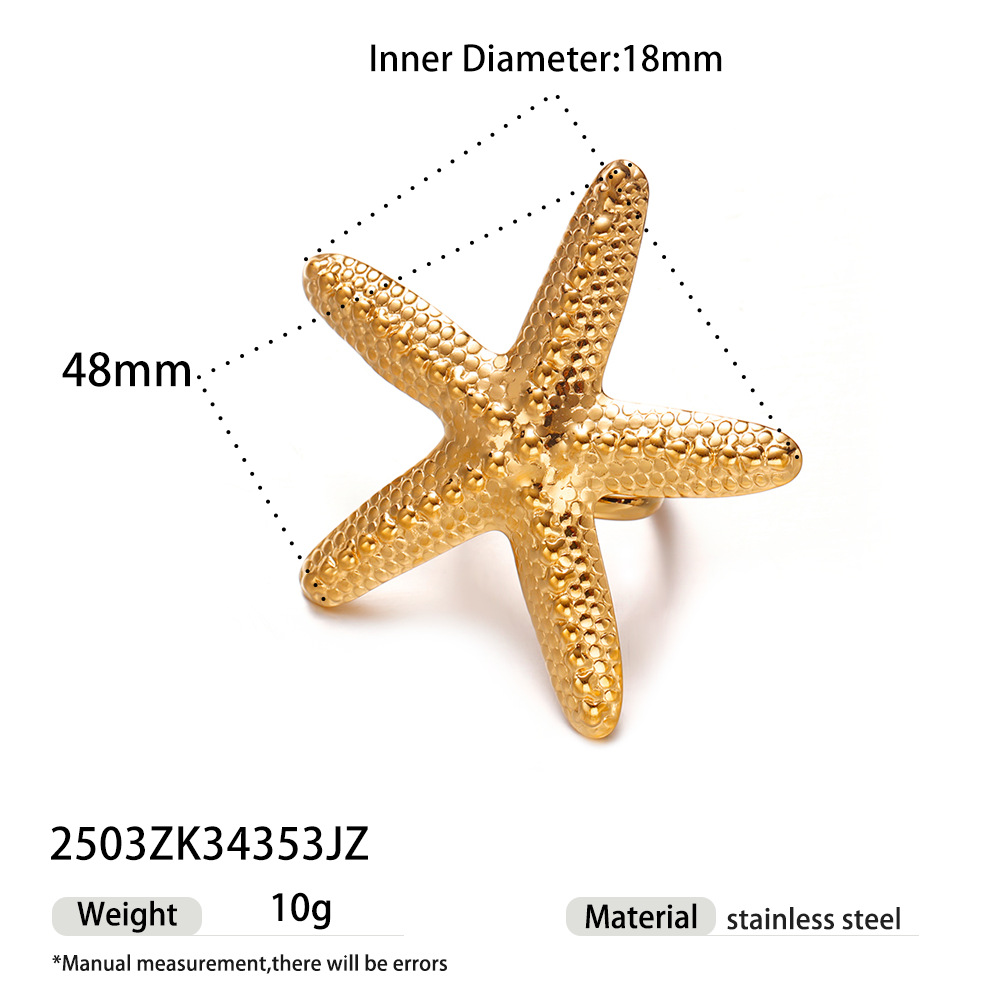 Inner Diameter:18mm
48mm
2503ZK34353JZ
Weight 10g
Material stainless steel
*Manual measurement,there will be errors